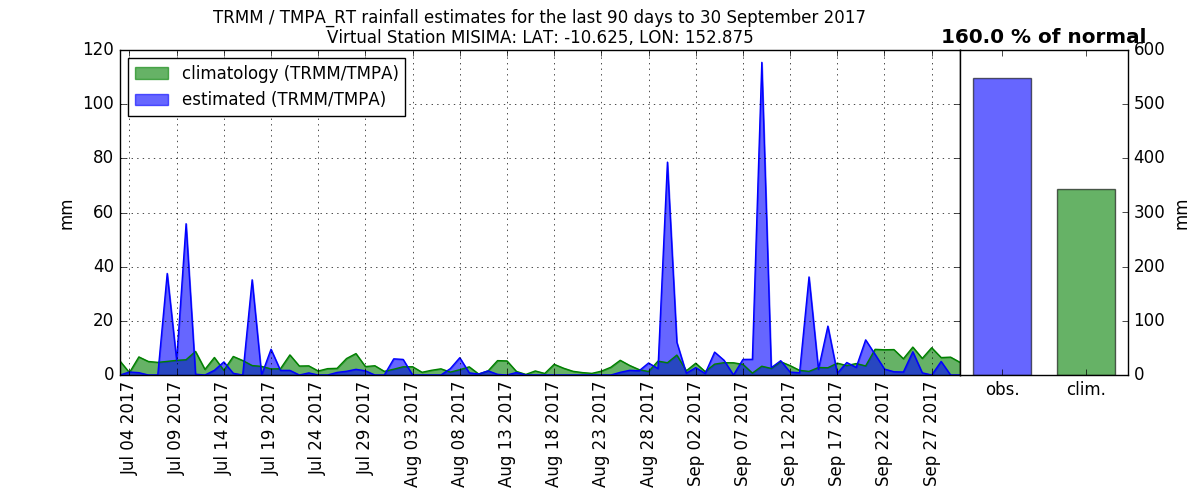 TRMM / TMPA_RT rainfall estimates for the last 90 days to 30 September 2017
Virtual Station MISIMA: LAT: -10.625, LON: 152.875
160.0 % of normal
climatology (TRMM/TMPA)
estimated (TRMM/TMPA)
120
100
80
60
40
20
0
mm
Jul 04 2017
Jul 09 2017
Jul 14 2017
Jul 19 2017
Jul 24 2017
Jul 29 2017
Aug 03 2017
Aug 08 2017
Aug 13 2017
Aug 18 2017
Aug 23 2017
Aug 28 2017
Sep 02 2017
Sep 07 2017
Sep 12 2017
Sep 17 2017
Sep 22 2017
Sep 27 2017
obs.
clim.
600
500
400
300
200
100
0
mm